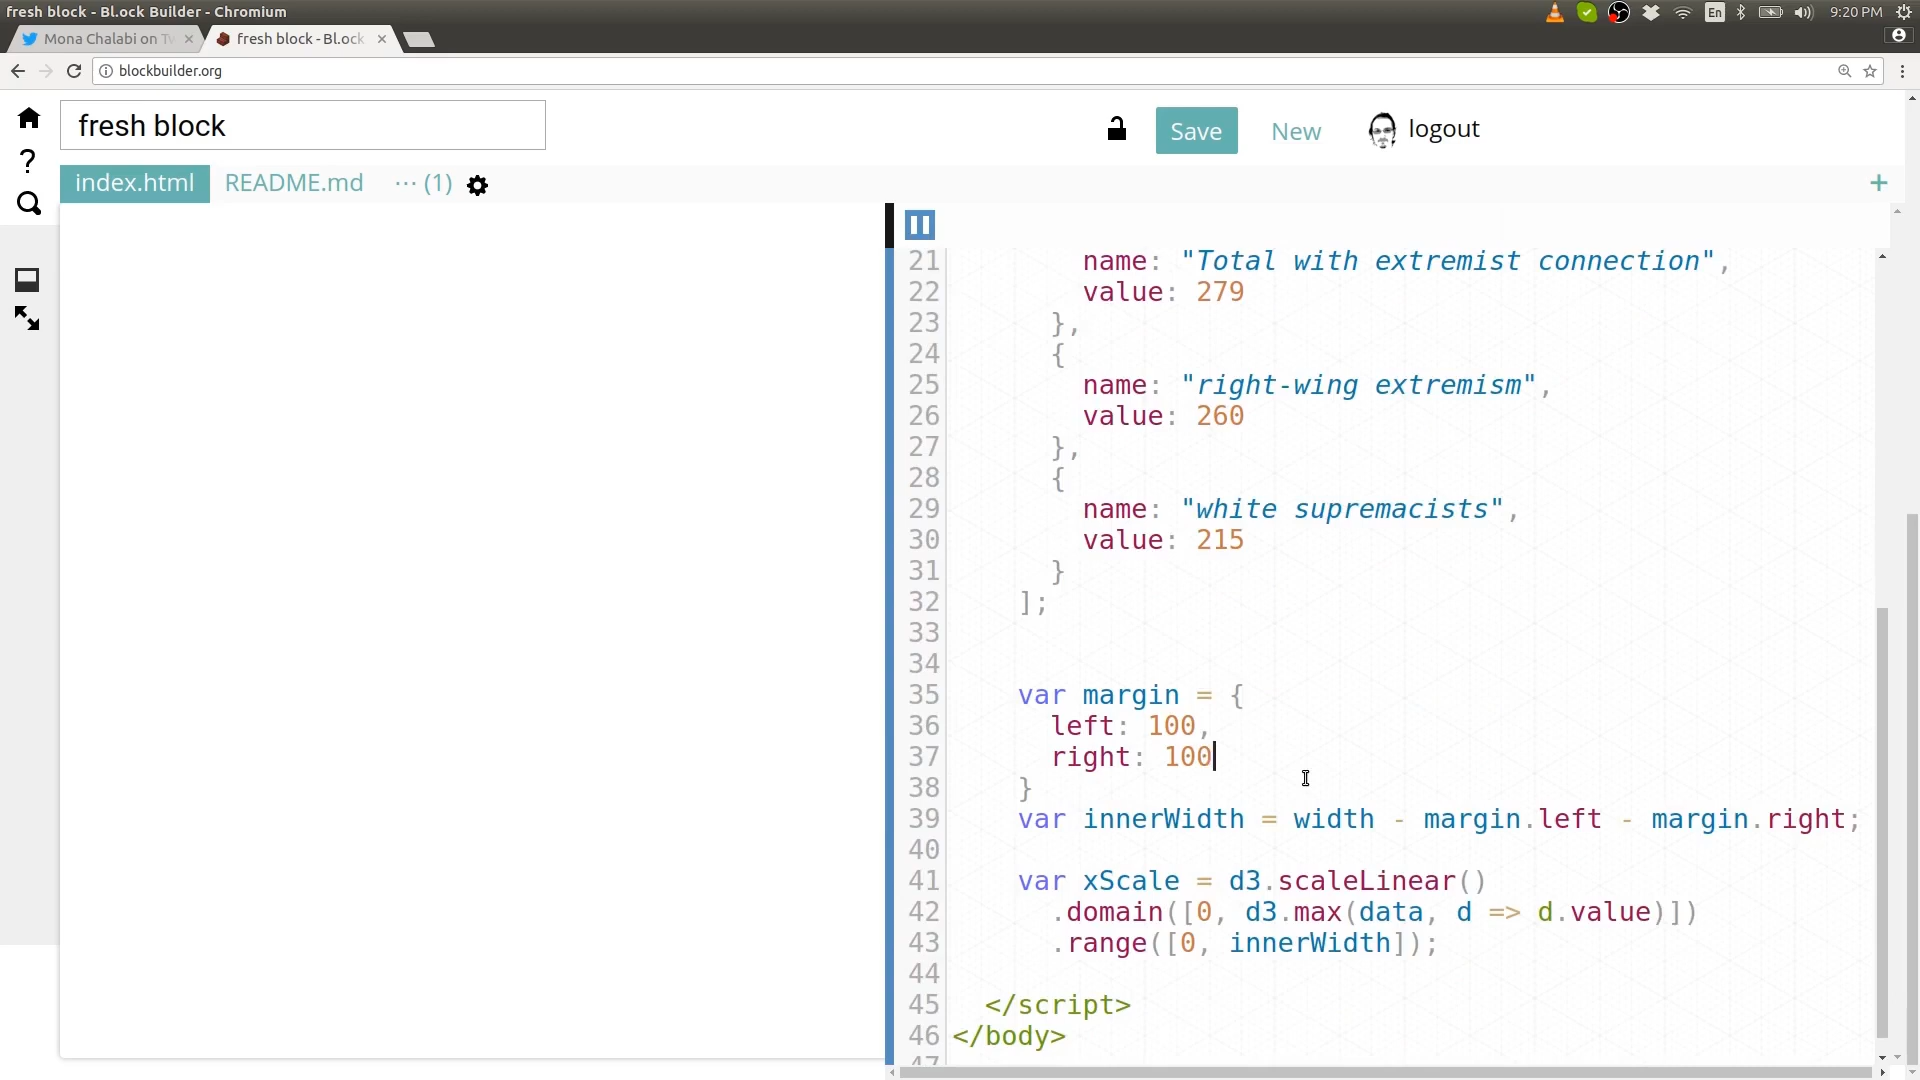 fresh block - Bl.ock Builder - Chromium
En
9:20 PM
Mona Chalabi on Tw
fresh block - Bl.ock
blockbuilder.org
fresh block
Save
New
logout
?
index.html
README.md
··· (1)
+
21 name: "Total with extremist connection",
22 value: 279
23 },
24 {
25 name: "right-wing extremism",
26 value: 260
27 },
28 {
29 name: "white supremacists",
30 value: 215
31 }
32 ];
33
34
35 var margin = {
36 left: 100,
37 right: 100
38 }
39 var innerWidth = width - margin.left - margin.right;
40
41 var xScale = d3.scaleLinear()
42 .domain([0, d3.max(data, d => d.value)])
43 .range([0, innerWidth]);
44
45 </script>
46 </body>
47